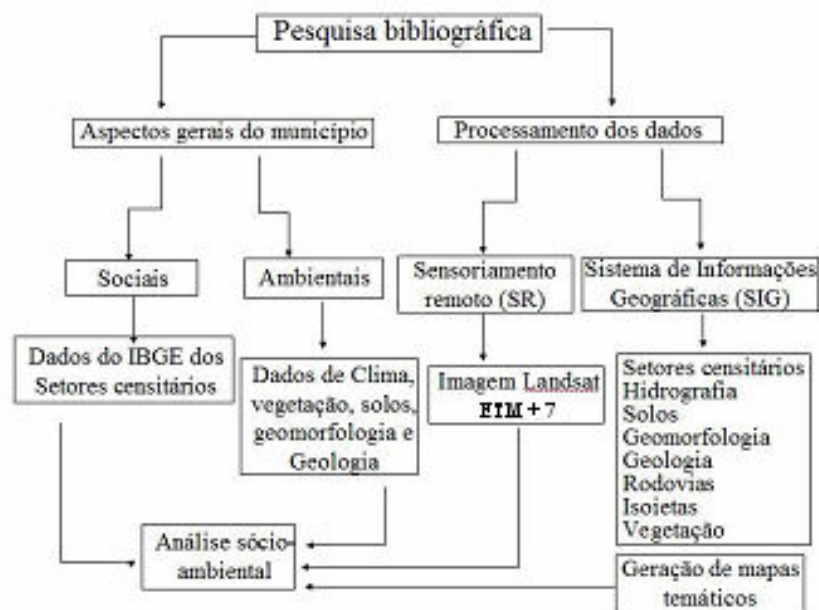 Pesquisa bibliográfica
Aspectos gerais do município
Processamento dos dados
Sociais
Ambientais
Sensoriamento
remoto (SR)
Sistema de Informações
Geográficas (SIG)
Dados do IBGE dos
Setores censitários
Dados de Clima,
vegetação, solos,
geomorfologia e
Geologia
Imagem Landsat
ETM + 7
Setores censitários
Hidrografia
Solos
Geomorfologia
Geologia
Rodovias
Isoietas
Vegetação
Análise sócio-
ambiental
Geração de mapas
temáticos